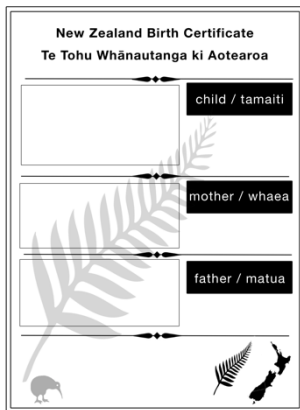 New Zealand Birth Certificate
Te Tohu Whānautanga ki Aotearoa
child / tamaiti
mother / whaea
father / matua